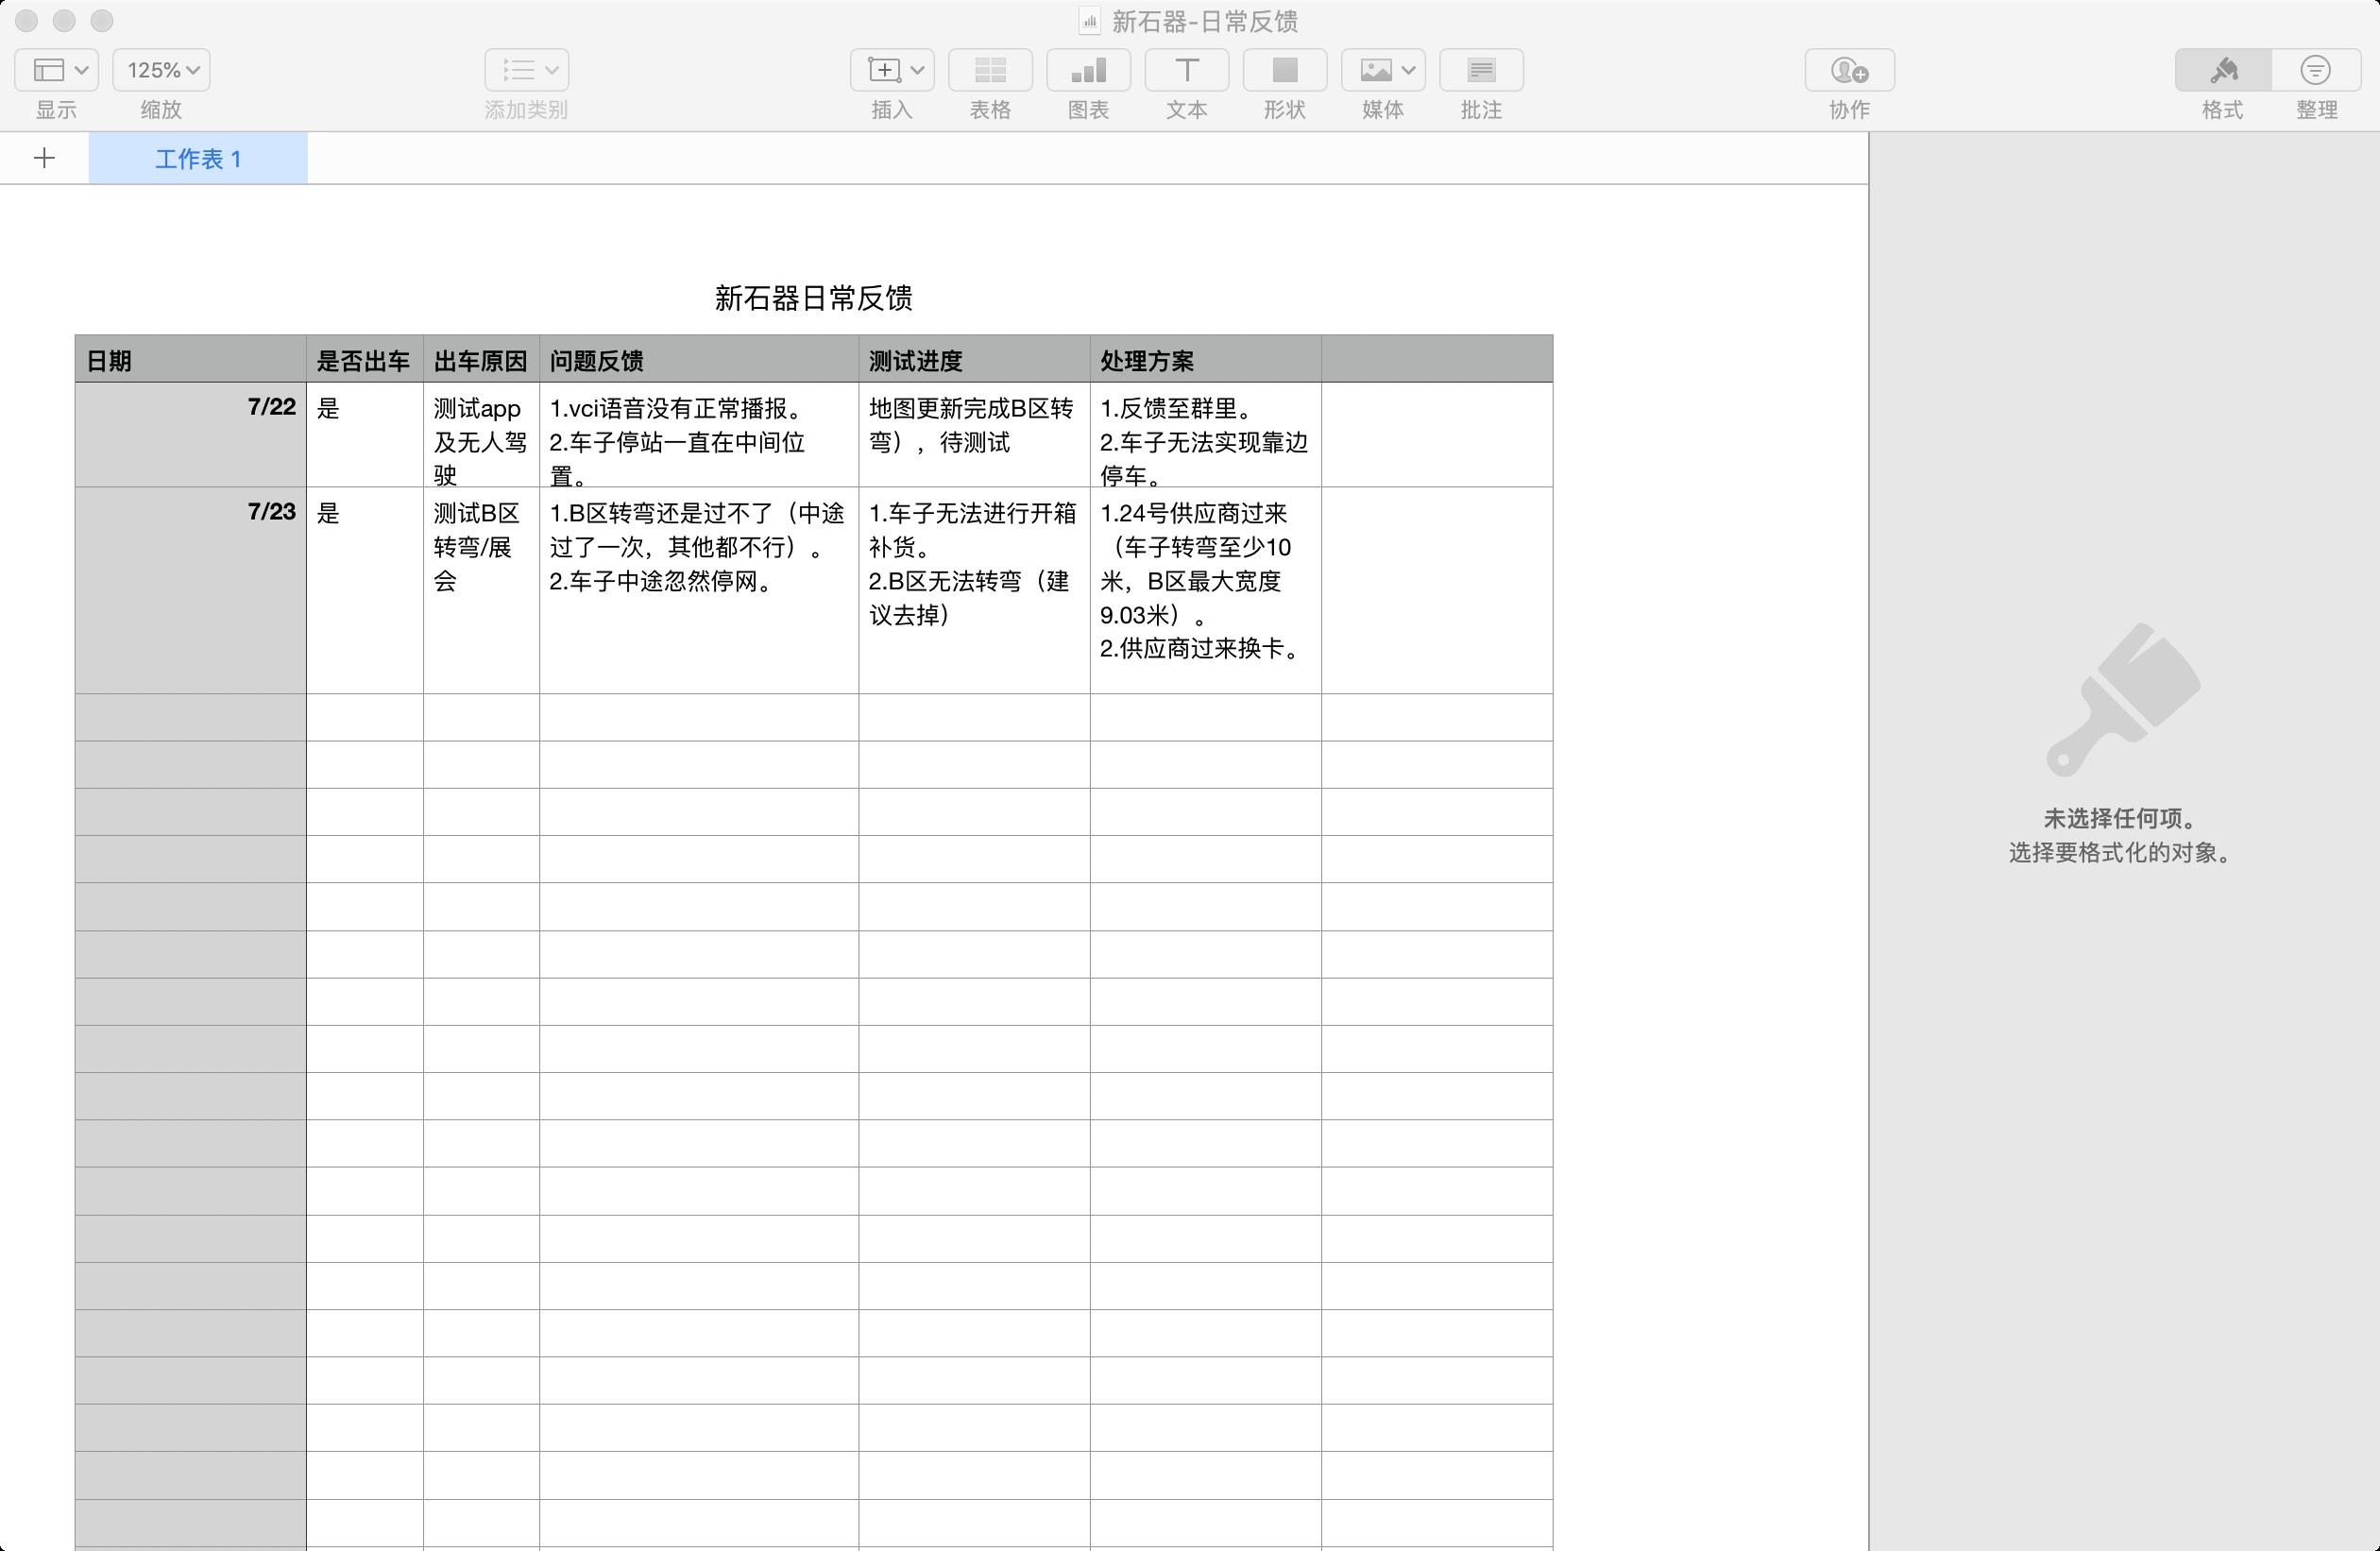 新石器-日常反馈
125%
显示
缩放
添加类别
插入
表格
图表
文本
形状
媒体
批注
协作
格式
整理
工作表 1
新石器日常反馈
日期
是否出车
出车原因
问题反馈
测试进度
处理方案
7/22
是
测试app
及无人驾
驶
1.vci语音没有正常播报。
2.车子停站一直在中间位
置。
地图更新完成B区转
弯），待测试
1.反馈至群里。
2.车子无法实现靠边
停车。
7/23
是
测试B区
转弯/展
会
1.B区转弯还是过不了（中途
过了一次，其他都不行）。
2.车子中途忽然停网。
1.车子无法进行开箱
补货。
2.B区无法转弯（建
议去掉）
1.24号供应商过来
（车子转弯至少10
米，B区最大宽度
9.03米）。
2.供应商过来换卡。
未选择任何项。
选择要格式化的对象。